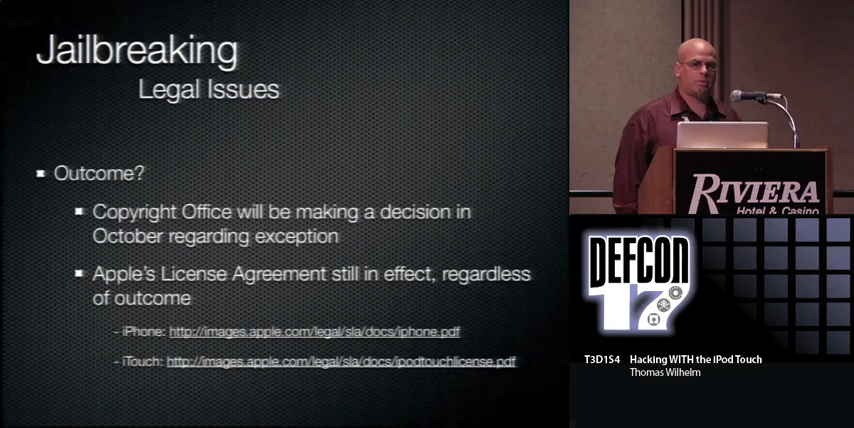 Jailbreaking
Legal Issues
Outcome?
Copyright Office will be making a decision in
October regarding exception
Apple's License Agreement still in effect, regardless
of outcome
- iPhone: http://images.apple.com/legal/sla/docs/iphone.pdf
- iTouch: http://images.apple.com/legal/sla/docs/ipodtouchlicense.pdf
RIVIERA
Hotel & Casino
DEFCON
17
T3D1S4 Hacking WITH the iPod Touch
Thomas Wilhelm